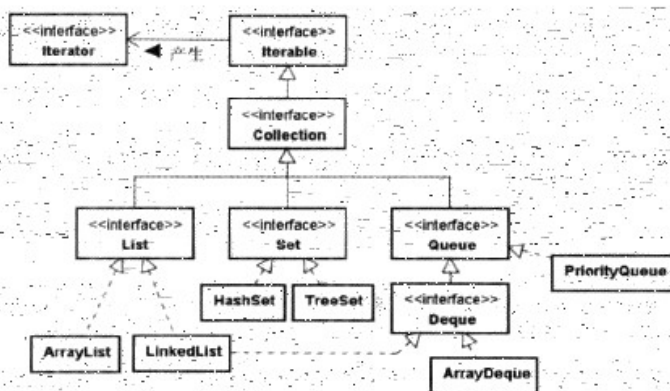 <<interface>>
Iterator
产生
<<interface>>
Iterable
<<interface>>
Collection
<<interface>>
List
<<interface>>
Set
<<interface>>
Queue
PriorityQueue
HashSet
TreeSet
<<interface>>
Deque
ArrayList
LinkedList
ArrayDeque